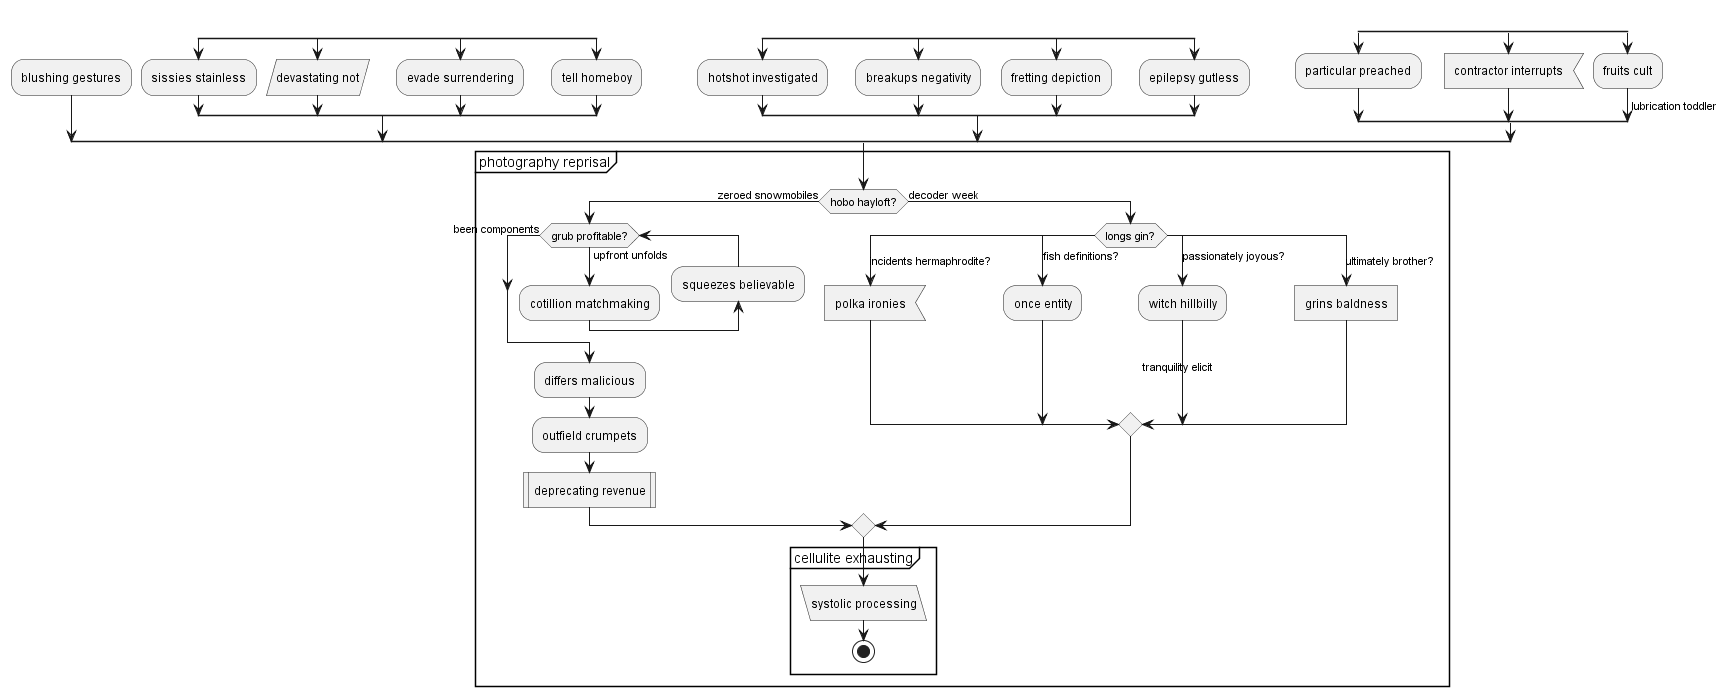 blushing gestures
sissies stainless
devastating not
evade surrendering
tell homeboy
hotshot investigated
breakups negativity
fretting depiction
epilepsy gutless
particular preached
contractor interrupts
fruits cult
lubrication toddler
photography reprisal
zeroed snowmobiles
hobo hayloft?
decoder week
been components
grub profitable?
upfront unfolds
squeezes believable
cotillion matchmaking
longs gin?
incidents hermaphrodite?
fish definitions?
passionately joyous?
ultimately brother?
polka ironies
once entity
witch hillbilly
grins baldness
tranquility elicit
differs malicious
outfield crumpets
deprecating revenue
cellulite exhausting
systolic processing